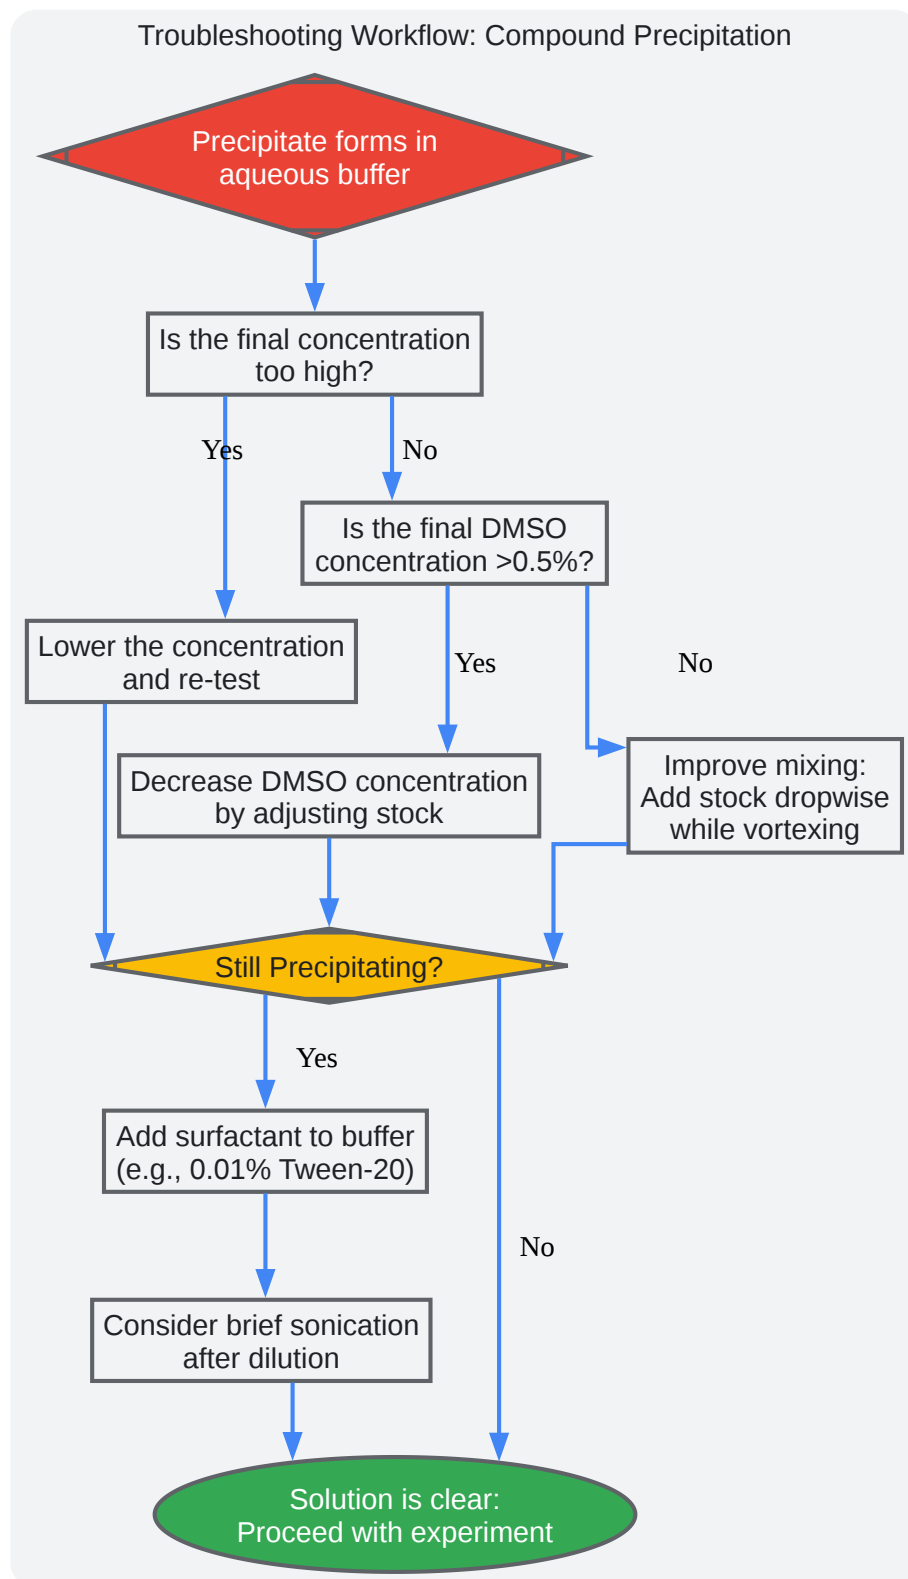 Troubleshooting Workflow: Compound Precipitation
Precipitate forms in
aqueous buffer
Is the final concentration
too high?
Yes
No
Is the final DMSO
concentration >0.5%?
Lower the concentration
and re-test
Yes
No
Decrease DMSO concentration
by adjusting stock
Improve mixing:
Add stock dropwise
while vortexing
Still Precipitating?
Yes
Add surfactant to buffer
(e.g., 0.01% Tween-20)
No
Consider brief sonication
after dilution
Solution is clear:
Proceed with experiment